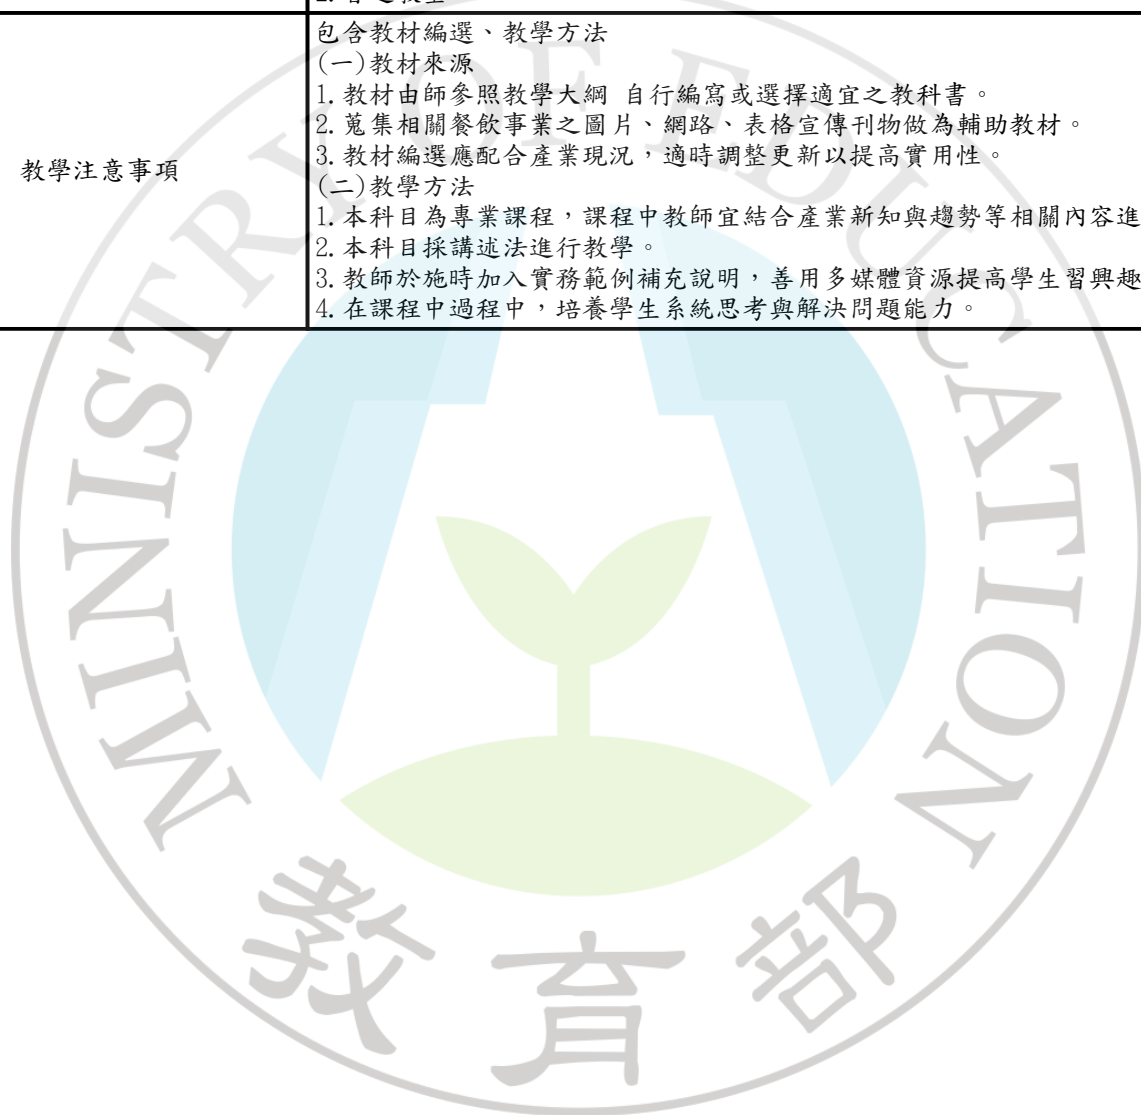 包含教材編選、教學方法
(一)教材來源
1.教材由師參照教學大綱 自行編寫或選擇適宜之教科書。
2.蒐集相關餐飲事業之圖片、網路、表格宣傳刊物做為輔助教材。
教學注意事項
3.教材編選應配合產業現況，適時調整更新以提高實用性。
(二)教學方法
1.本科目為專業課程，課程中教師宜結合產業新知與趨勢等相關內容進
2.本科目採講述法進行教學。
3.教師於施時加入實務範例補充說明，善用多媒體資源提高學生習興趣
4.在課程中過程中，培養學生系統思考與解決問題能力。
MINISTRY OF EDUCATION
教育部